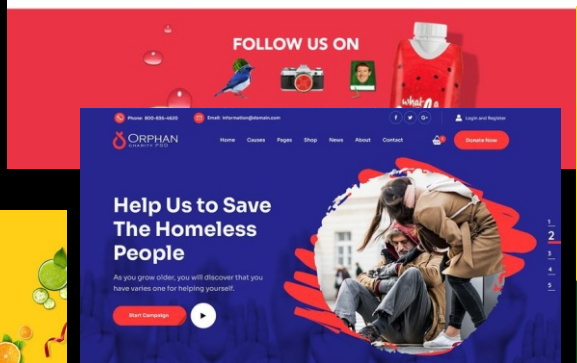 FOLLOW US ON
what a
Phone: 800-836-4620
Email: information@domain.com
f
G+
Login and Register
ORPHAN
CHARITY PSD
Home Causes Pages Shop News About Contact
Donate Now
Help Us to Save
The Homeless
People
As you grow older, you will discover that you
have varies one for helping yourself.
Start Campaign
1
2
3
4
5